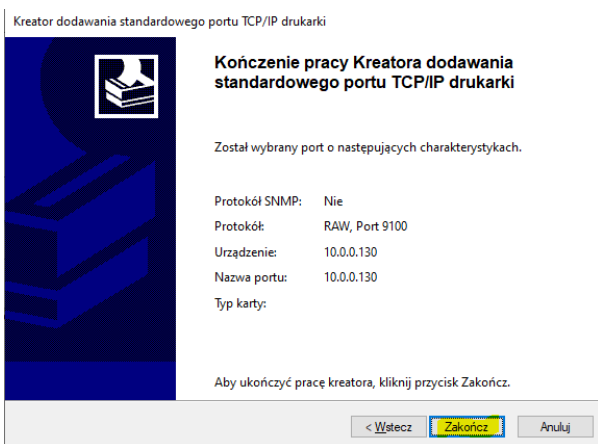 Kreator dodawania standardowego portu TCP/IP drukarki
Kończenie pracy Kreatora dodawania
standardowego portu TCP/IP drukarki
Został wybrany port o następujących charakterystykach.
Protokół SNMP: Nie
Protokół: RAW, Port 9100
Urządzenie: 10.0.0.130
Nazwa portu: 10.0.0.130
Typ karty:
Aby ukończyć pracę kreatora, kliknij przycisk Zakończ.
< Wstecz Zakończ Anuluj